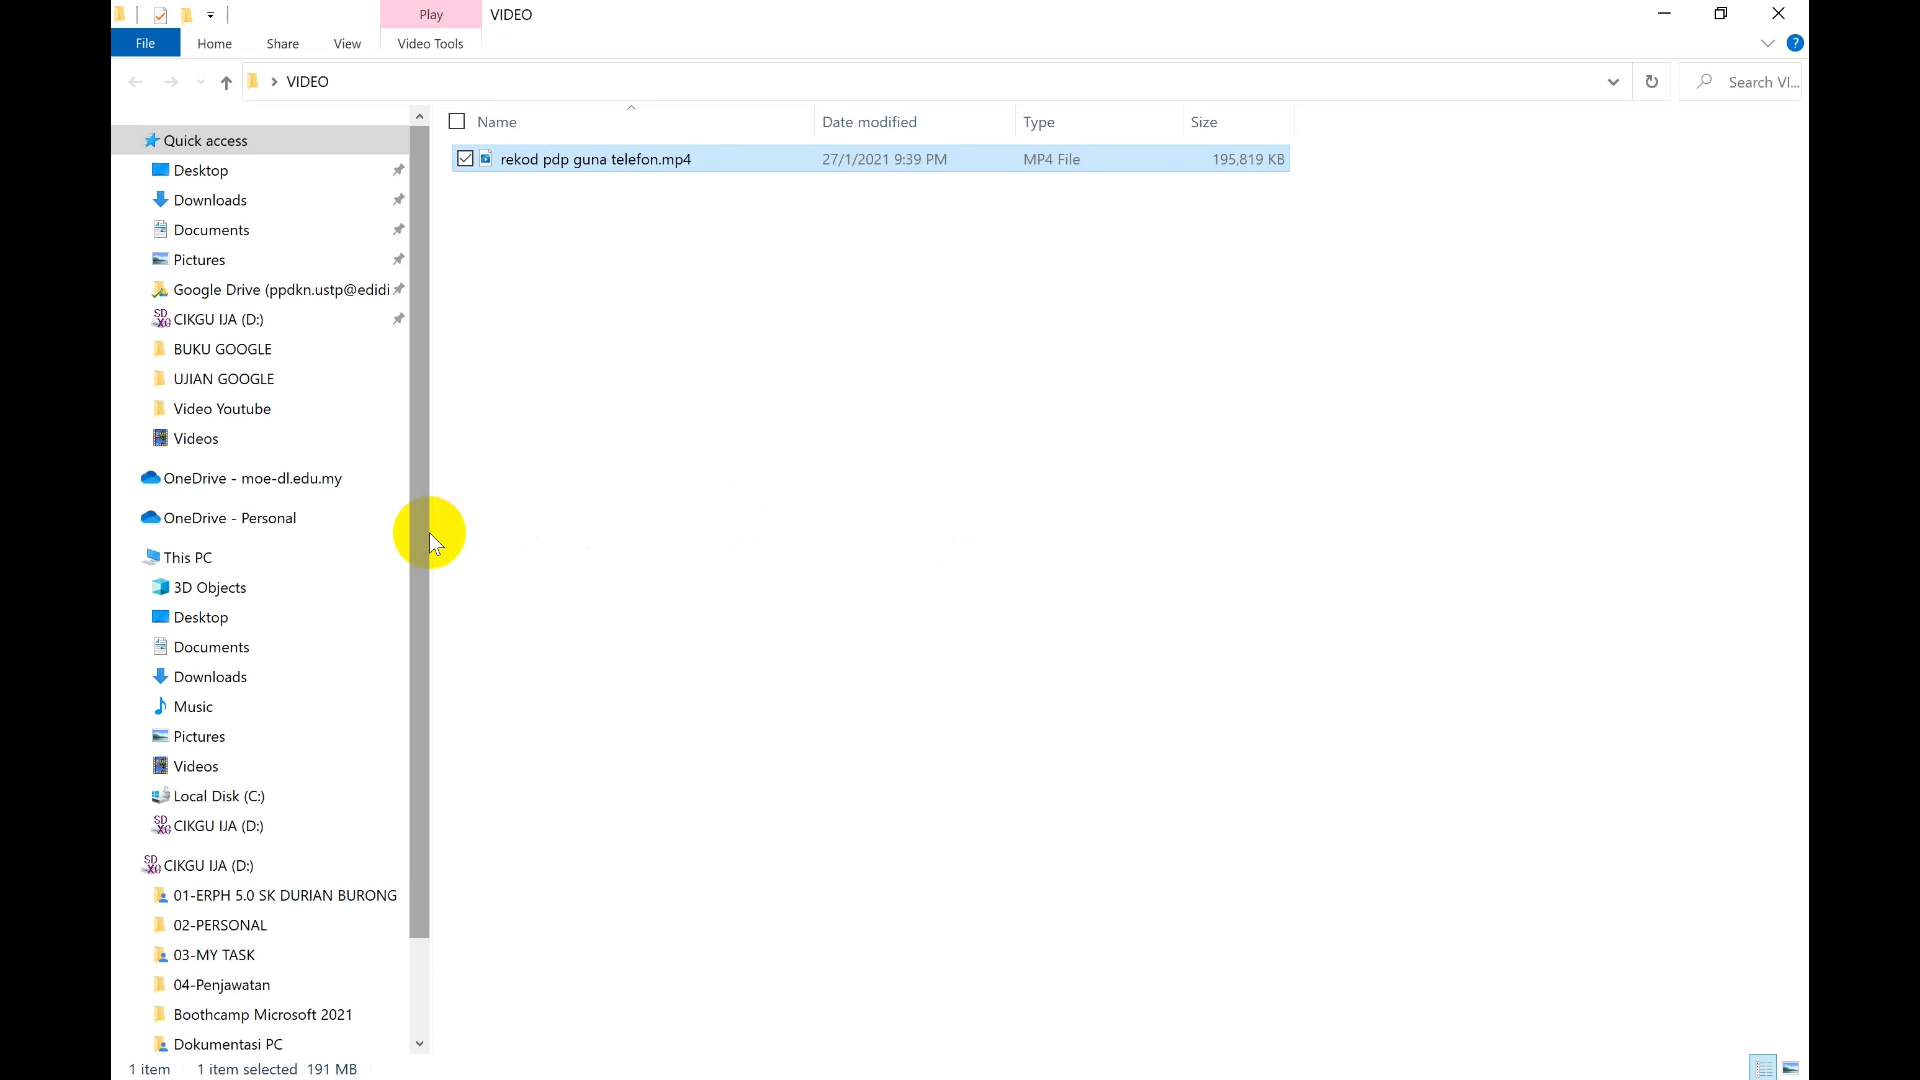 Play
VIDEO
File
Home
Share
View
Video Tools
?
VIDEO
Search VI...
Name
Date modified
Type
Size
rekod pdp guna telefon.mp4
27/1/2021 9:39 PM
MP4 File
195,819 KB
Quick access
Desktop
Downloads
Documents
Pictures
Google Drive (ppdkn.ustp@edidi
CIKGU IJA (D:)
BUKU GOOGLE
UJIAN GOOGLE
Video Youtube
Videos
OneDrive - moe-dl.edu.my
OneDrive - Personal
This PC
3D Objects
Desktop
Documents
Downloads
Music
Pictures
Videos
Local Disk (C:)
CIKGU IJA (D:)
CIKGU IJA (D:)
01-ERPH 5.0 SK DURIAN BURONG
02-PERSONAL
03-MY TASK
04-Penjawatan
Boothcamp Microsoft 2021
Dokumentasi PC
1 item
1 item selected 191 MB